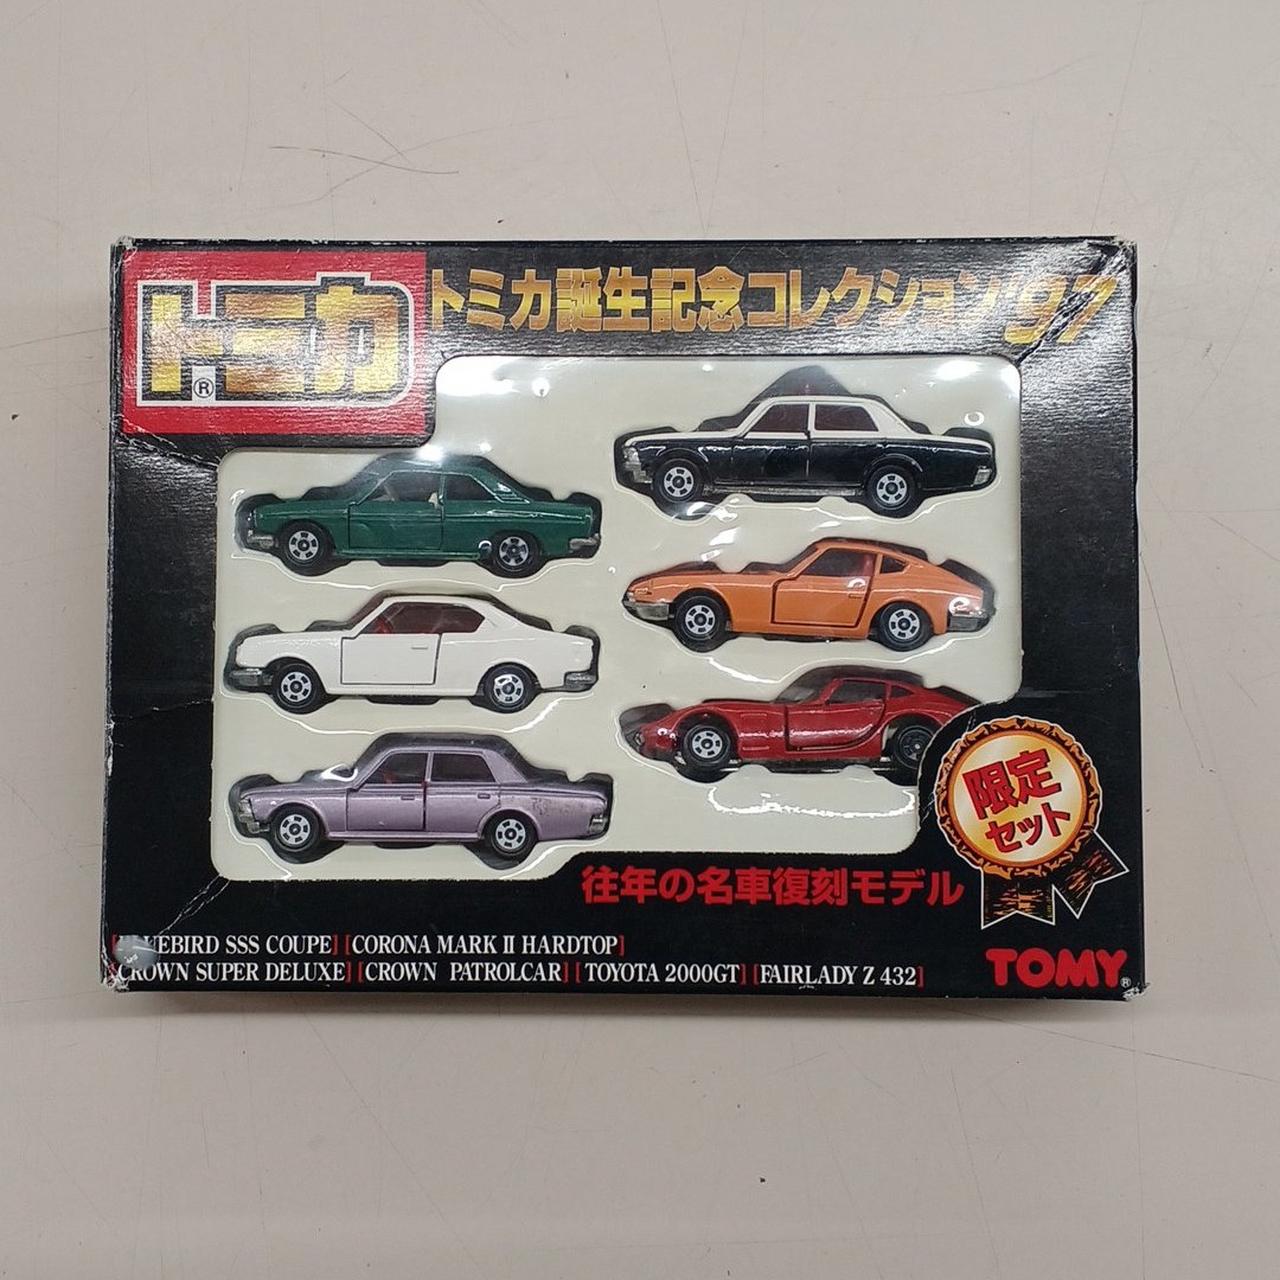 トミカ®
トミカ誕生記念コレクション'97
限定
セット
往年の名車復刻モデル
[BLUEBIRD SSS COUPE] [CORONA MARK II HARDTOP]
[CROWN SUPER DELUXE] [CROWN PATROLCAR] [TOYOTA 2000GT] [FAIRLADY Z 432]
TOMY®